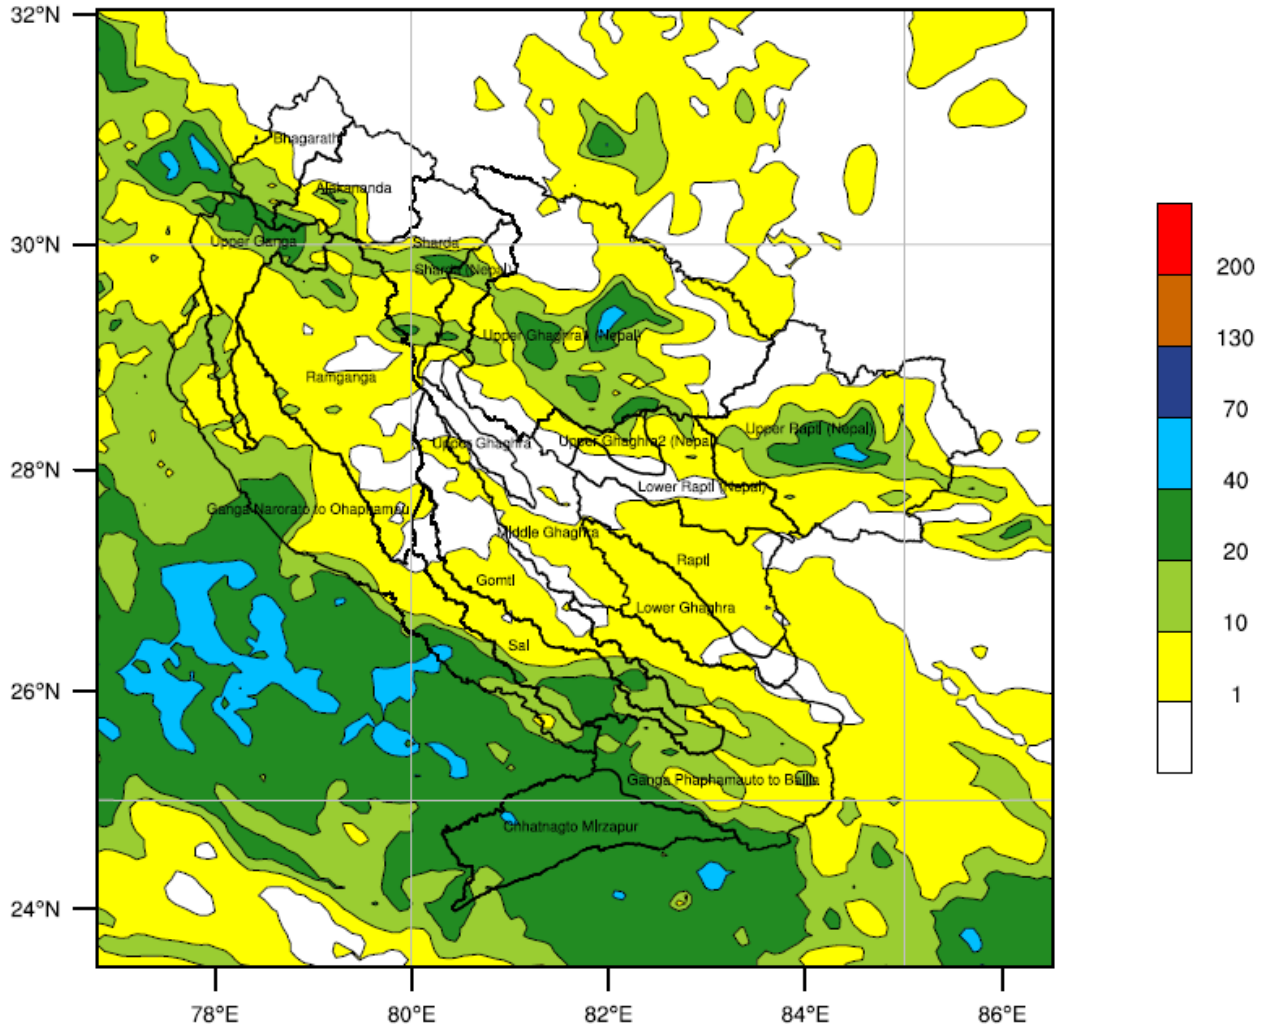 32°N
Bhagarath
Alakananda
30°N
Upper Ganga
Sharda
Sharda (Nepal)
200
Upper Ghaghra1 (Nepal)
130
Ramganga
70
Upper Rapti (Nepal)
Upper Ghaghra
Upper Ghaghra2 (Nepal)
28°N
40
Lower Rapti (Nepal)
Ganga Narorato to Ohaphamau
Middle Ghaghra
20
Rapti
Gomti
Lower Ghaghra
10
Sai
26°N
1
Ganga Phaphamauto to Ballia
Chhatnagto Mirzapur
24°N
78°E
80°E
82°E
84°E
86°E